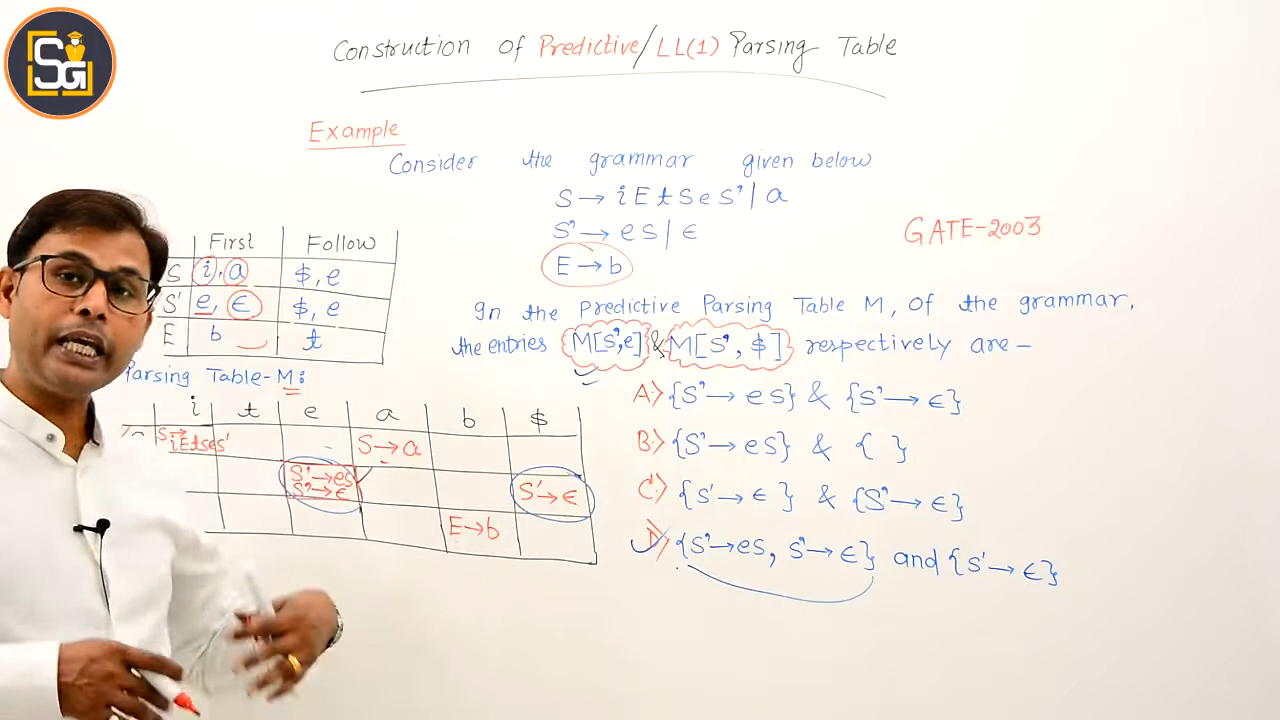 SG
Construction of Predictive/LL(1) Parsing Table
Example
Consider the grammar given below
S → iEtSeS'|a
S' → eS|ϵ
E → b
GATE-2003
In the Predictive Parsing Table M, of the grammar,
the entries M[S',e] & M[S',$] respectively are -
A:> {S' → eS} & {S' → ϵ}
B:> {S' → eS} & { }
C:> {S' → ϵ} & {S' → ϵ}
D> {S'→es, S'→ϵ} and {S'→ϵ}
First Follow
S i,a $,e
S' e,ϵ $,e
E b t
Parsing Table-M:
i t e a b $
S→iEtses' S→a
S'→es S'→ϵ S'→ϵ
E→b